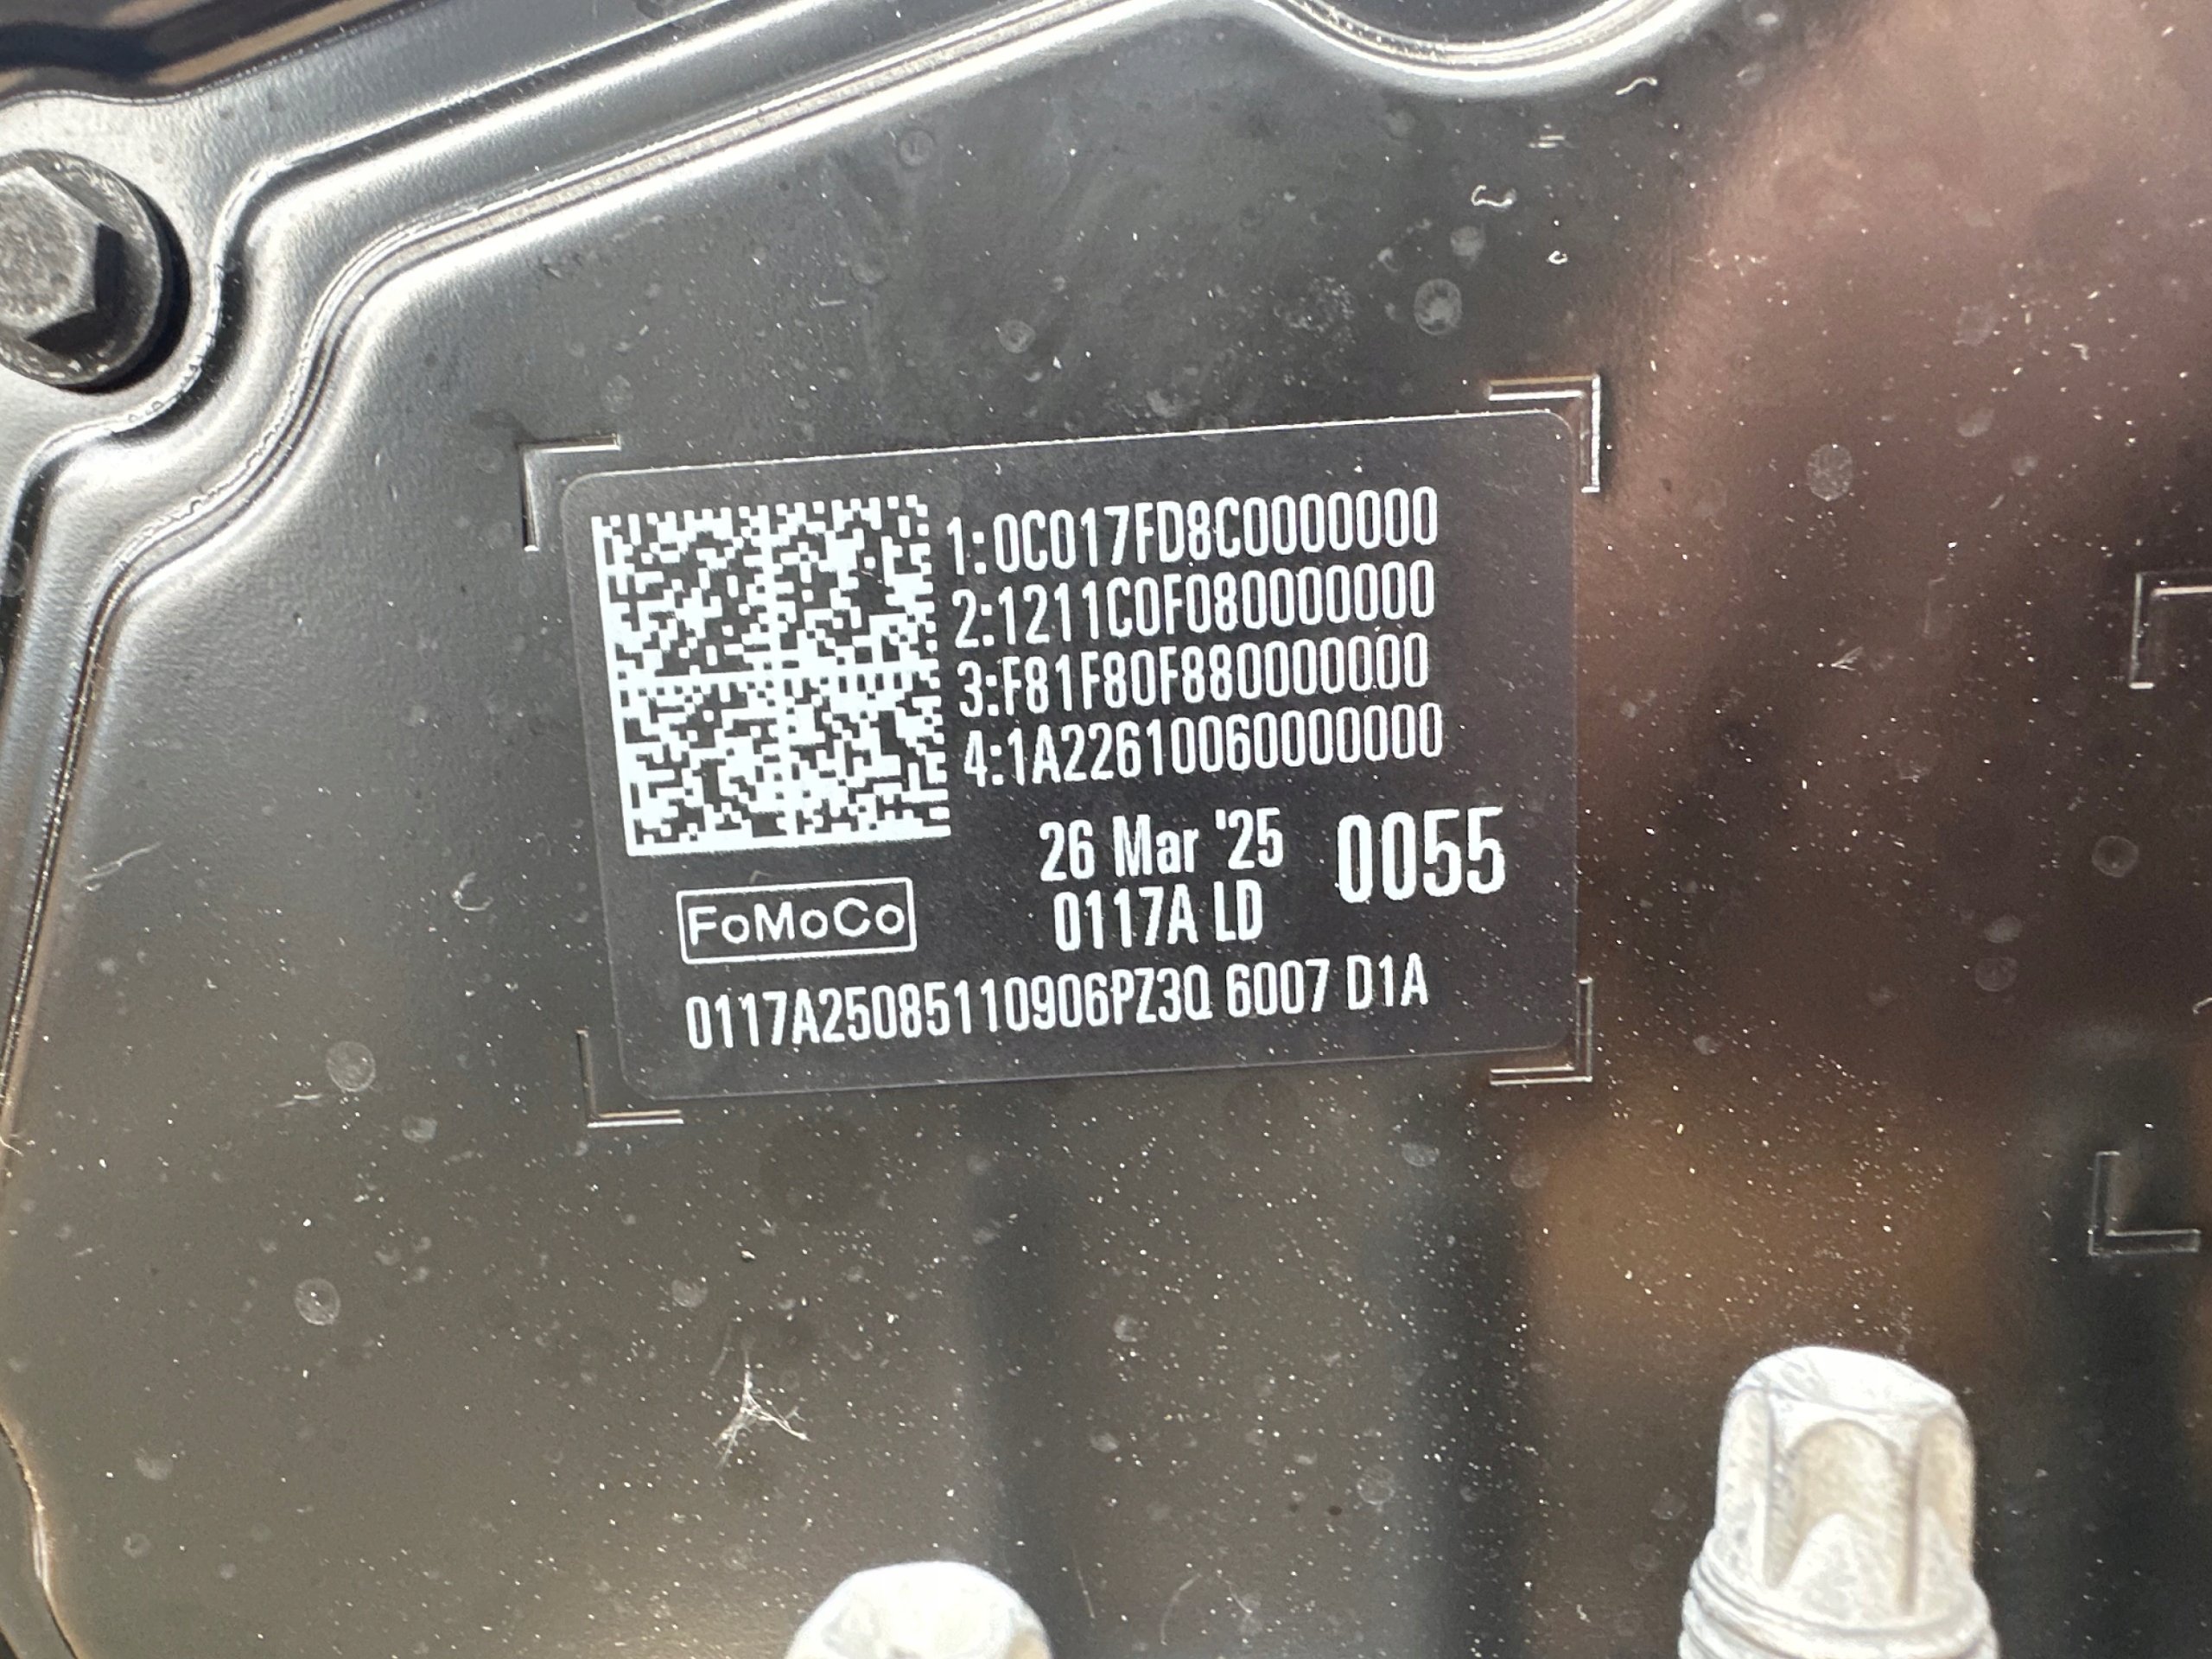 1:0C017FD8C0000000
2:1211C0F080000000
3:F81F80F880000000
4:1A22610060000000
26 Mar '25 0055
0117A LD
FoMoCo
0117A25085110906PZ3Q 6007 D1A